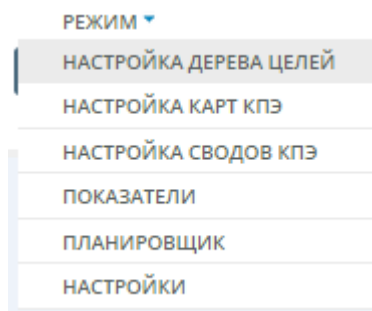 РЕЖИМ
НАСТРОЙКА ДЕРЕВА ЦЕЛЕЙ
НАСТРОЙКА КАРТ КПЭ
НАСТРОЙКА СВОДОВ КПЭ
ПОКАЗАТЕЛИ
ПЛАНИРОВЩИК
НАСТРОЙКИ